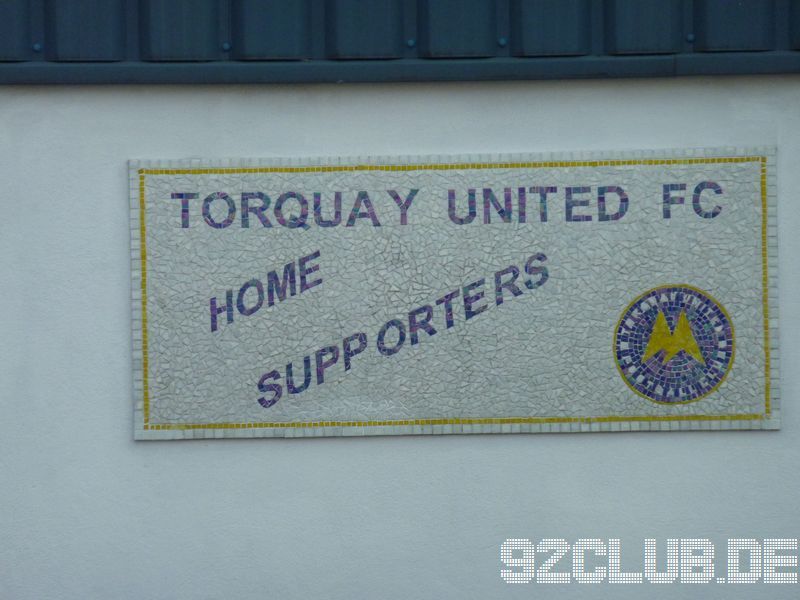 TORQUAY UNITED FC
HOME
SUPPORTERS
92CLUB.DE